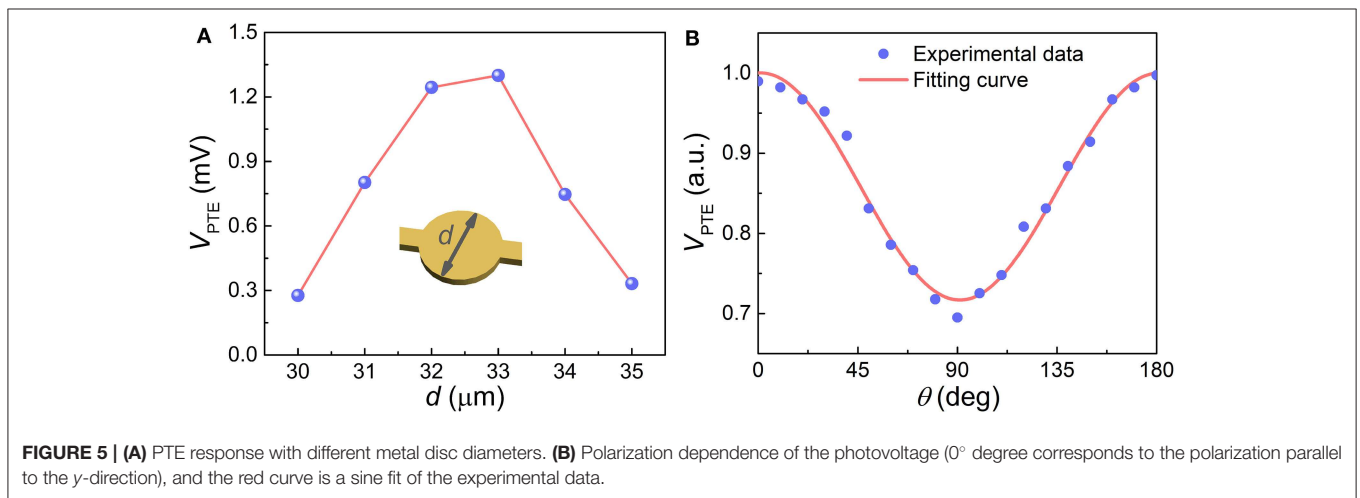 A
1.5
1.2
0.9
0.6
0.3
0.0
V_PTE (mV)
d
30 31 32 33 34 35
d (μm)
B
Experimental data
Fitting curve
1.0
0.9
0.8
0.7
V_PTE (a.u.)
0 45 90 135 180
θ (deg)
FIGURE 5 | (A) PTE response with different metal disc diameters. (B) Polarization dependence of the photovoltage (0° degree corresponds to the polarization parallel
to the y-direction), and the red curve is a sine fit of the experimental data.